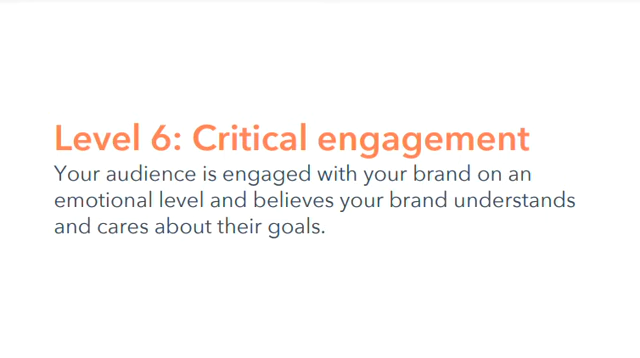 Level 6: Critical engagement
Your audience is engaged with your brand on an
emotional level and believes your brand understands
and cares about their goals.